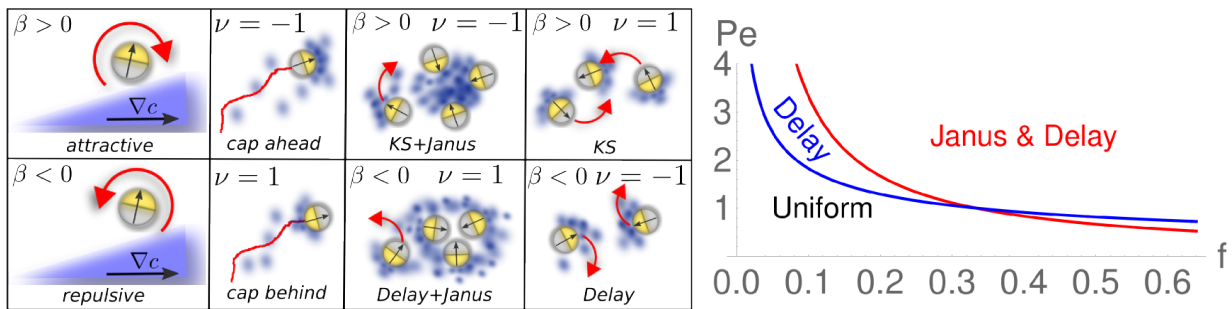 β > 0
∇c
attractive
ν = −1
cap ahead
β > 0 ν = −1
KS+Janus
β > 0 ν = 1
KS
β < 0
∇c
repulsive
ν = 1
cap behind
β < 0 ν = 1
Delay+Janus
β < 0 ν = −1
Delay
Pe
4
3
2
1
Delay
Janus & Delay
Uniform
f
0.0 0.1 0.2 0.3 0.4 0.5 0.6